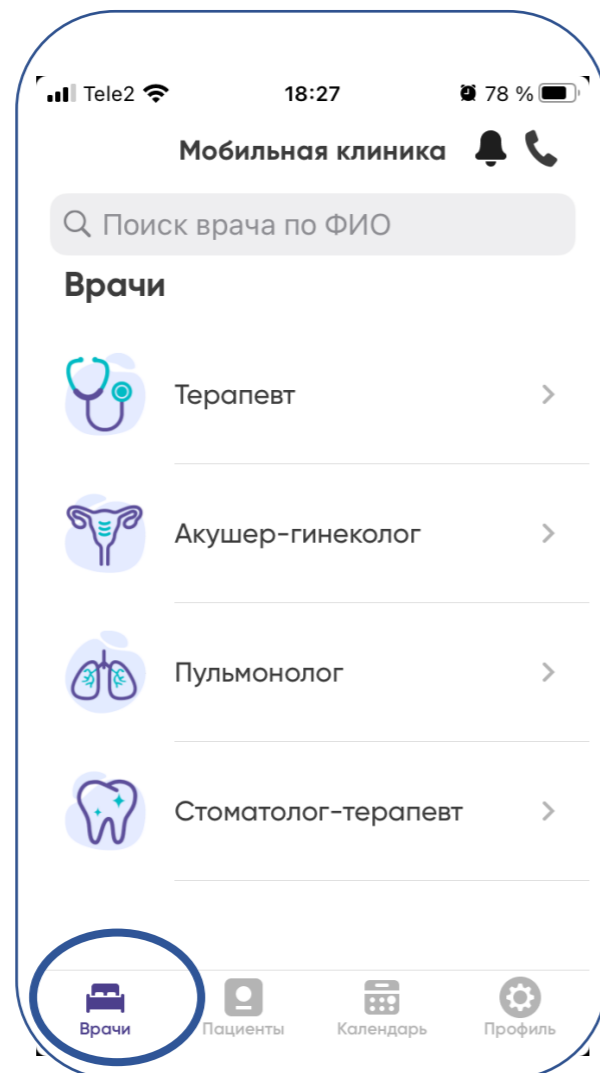 Tele2 18:27 78 %
Мобильная клиника
Поиск врача по ФИО
Врачи
Терапевт
Акушер-гинеколог
Пульмонолог
Стоматолог-терапевт
Врачи Пациенты Календарь Профиль